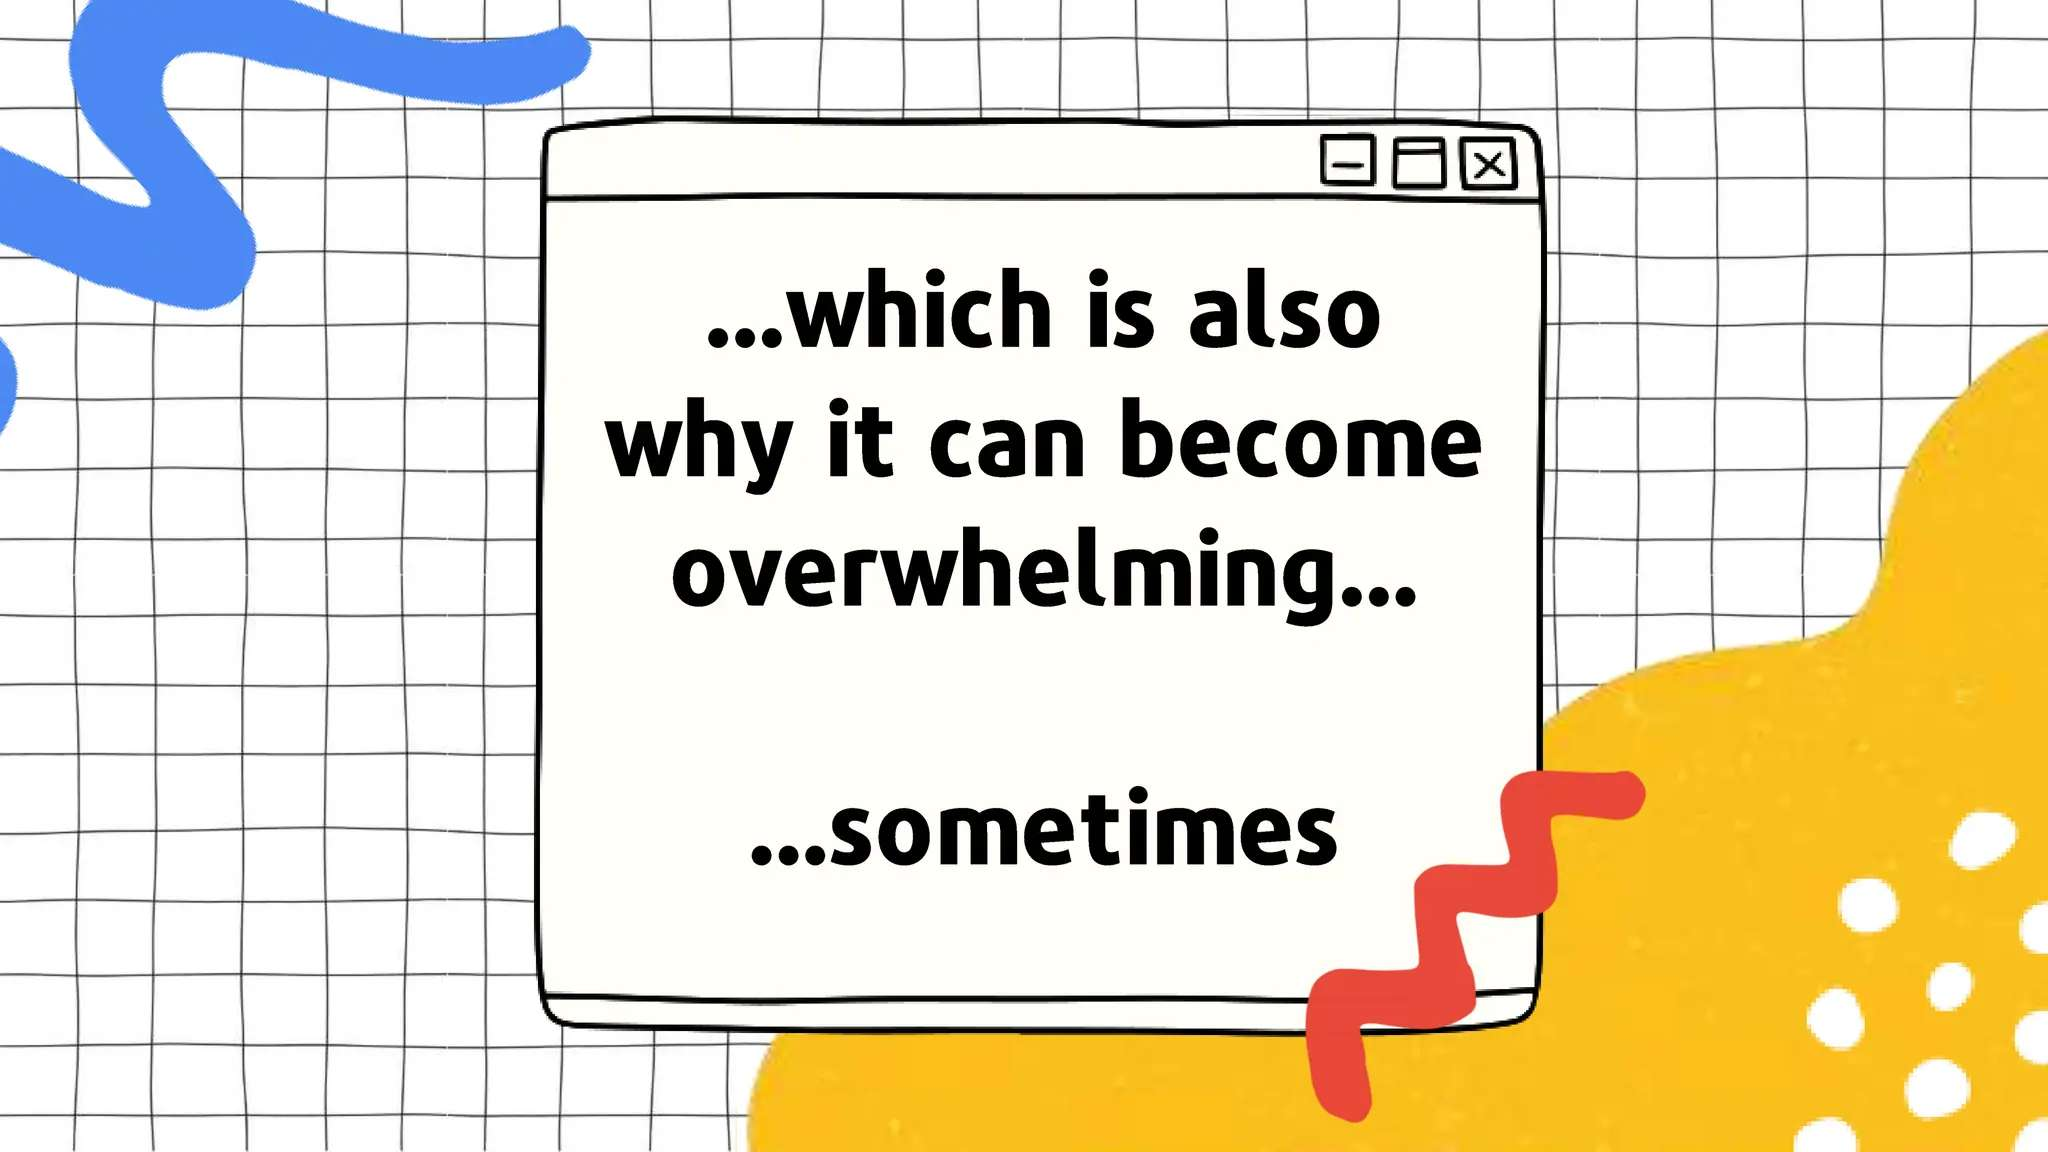 ...which is also
why it can become
overwhelming...
...sometimes